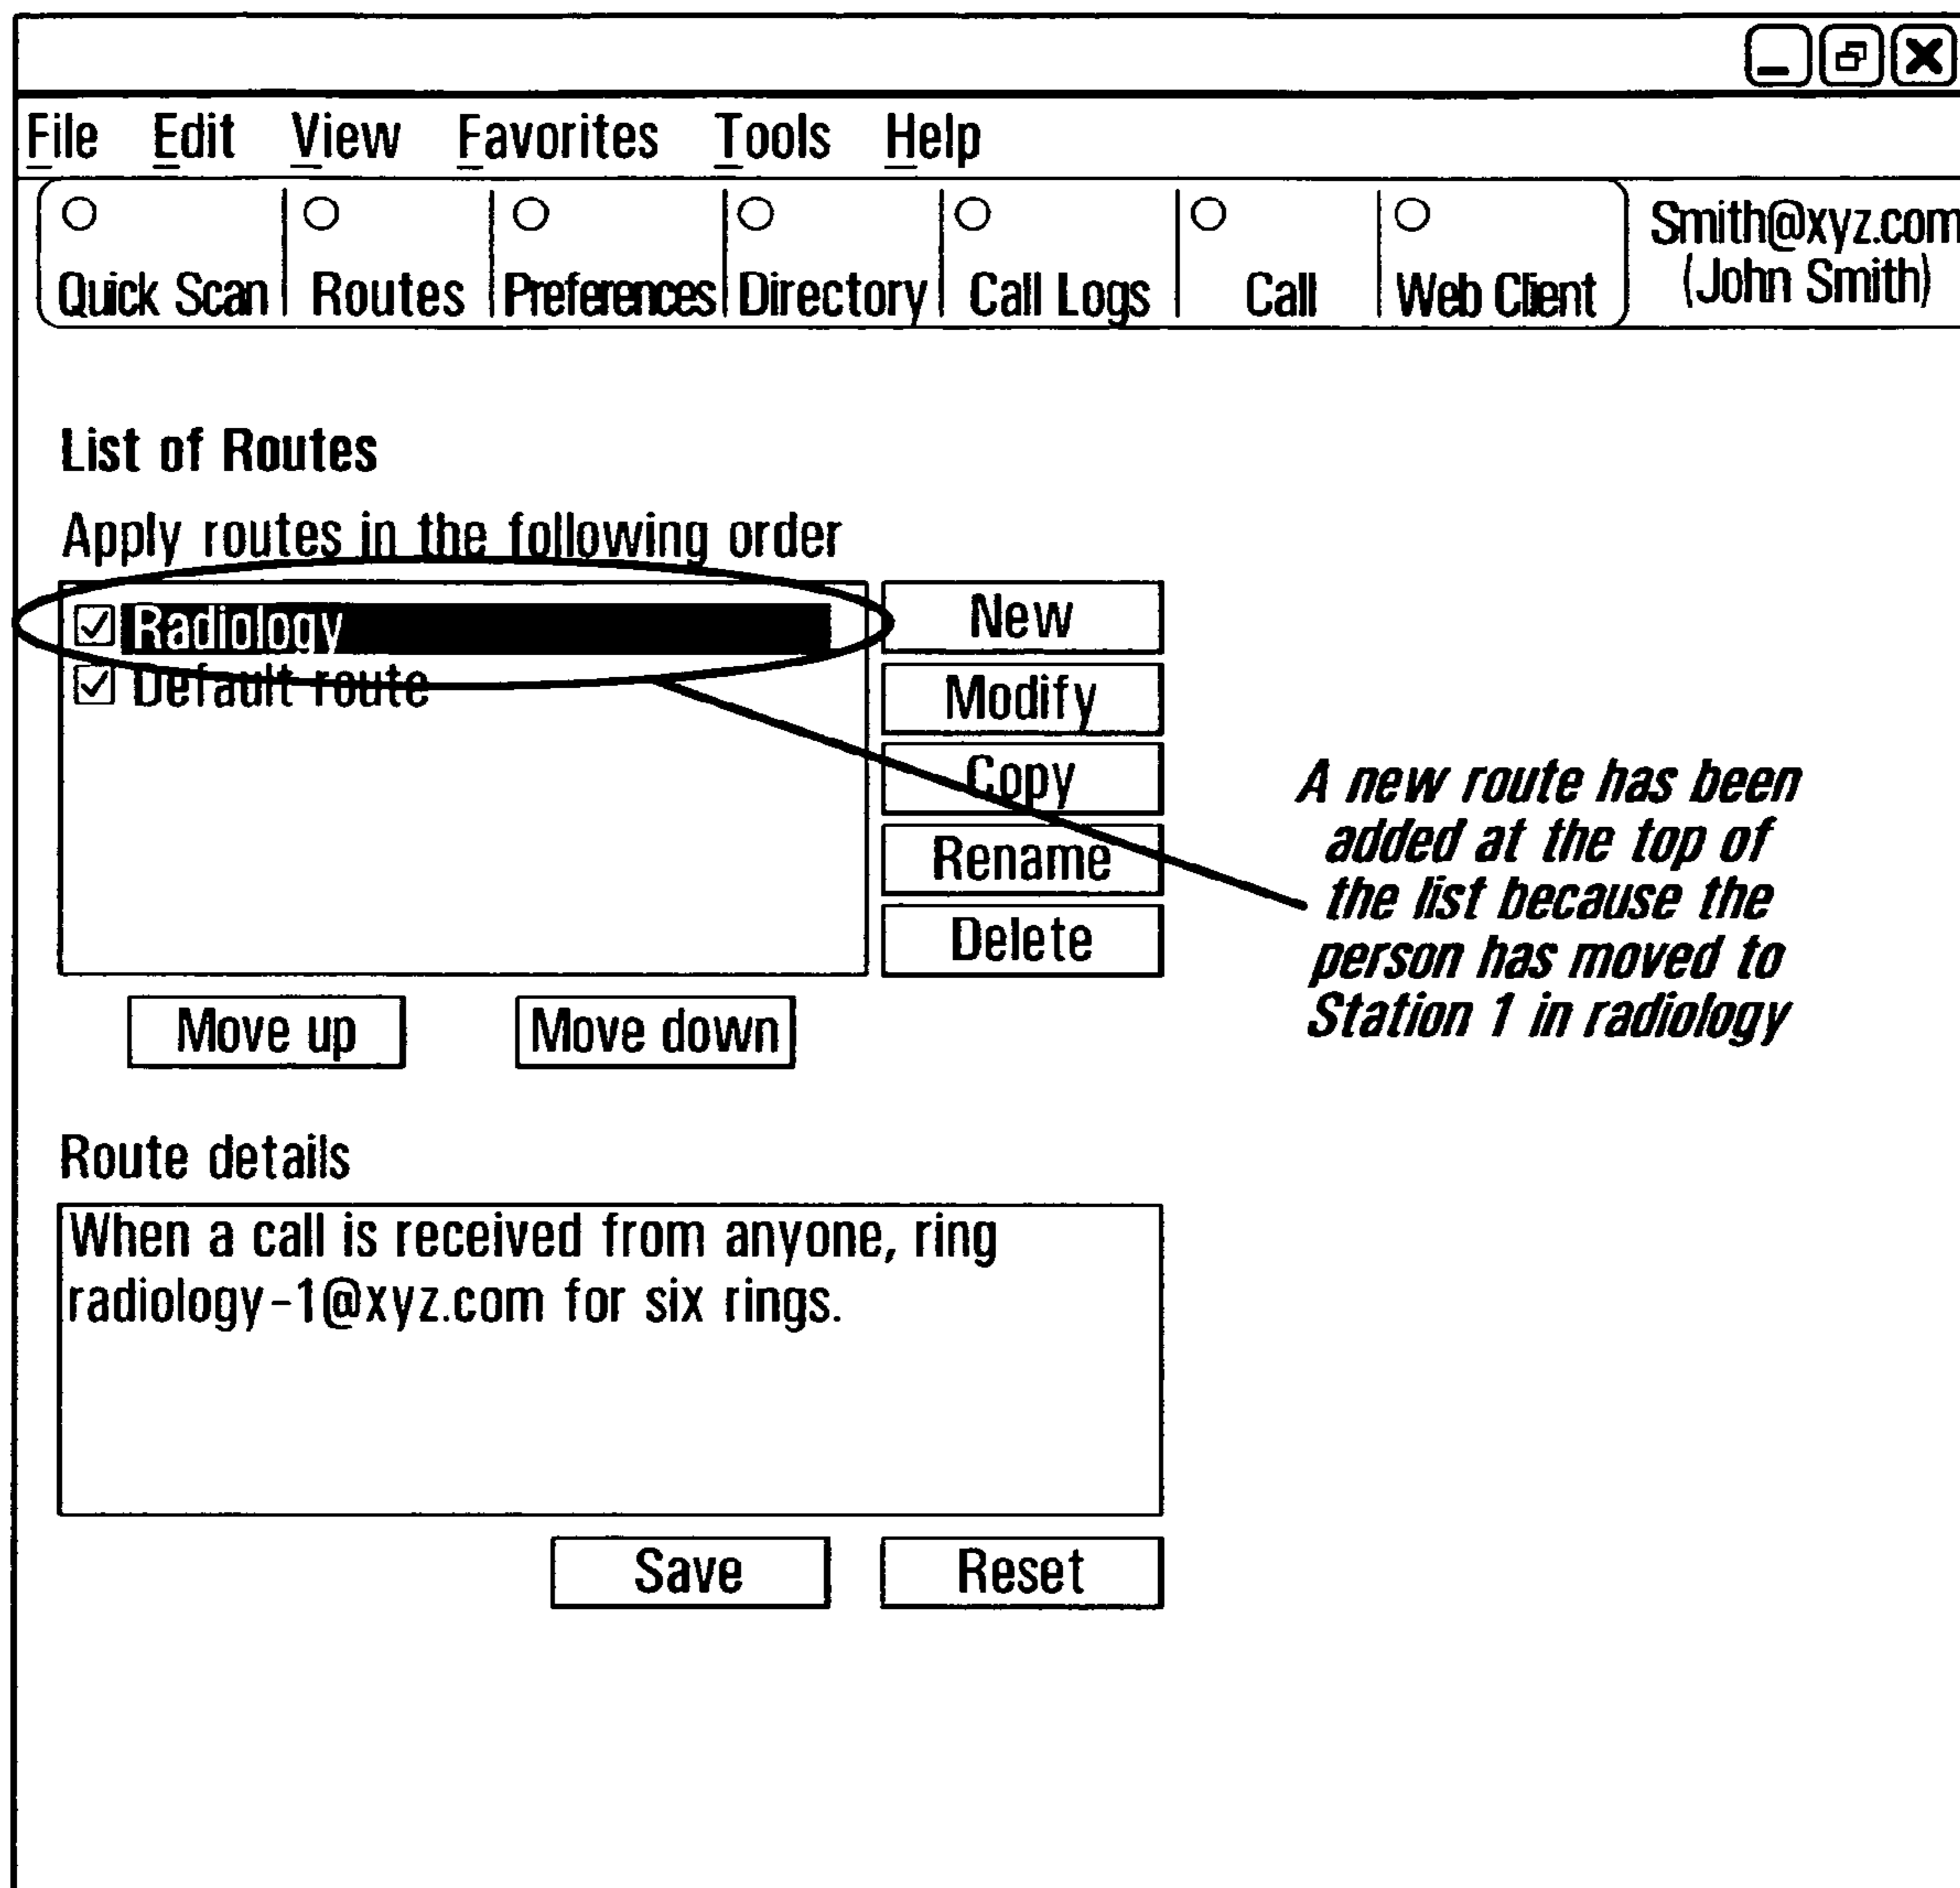 File Edit View Favorites Tools Help
Quick Scan Routes Preferences Directory Call Logs Call Web Client
Smith@xyz.com
(John Smith)
List of Routes
Apply routes in the following order
Radiology
Default route
New
Modify
Copy
Rename
Delete
Move up Move down
A new route has been
added at the top of
the list because the
person has moved to
Station 1 in radiology
Route details
When a call is received from anyone, ring
radiology-1@xyz.com for six rings.
Save Reset